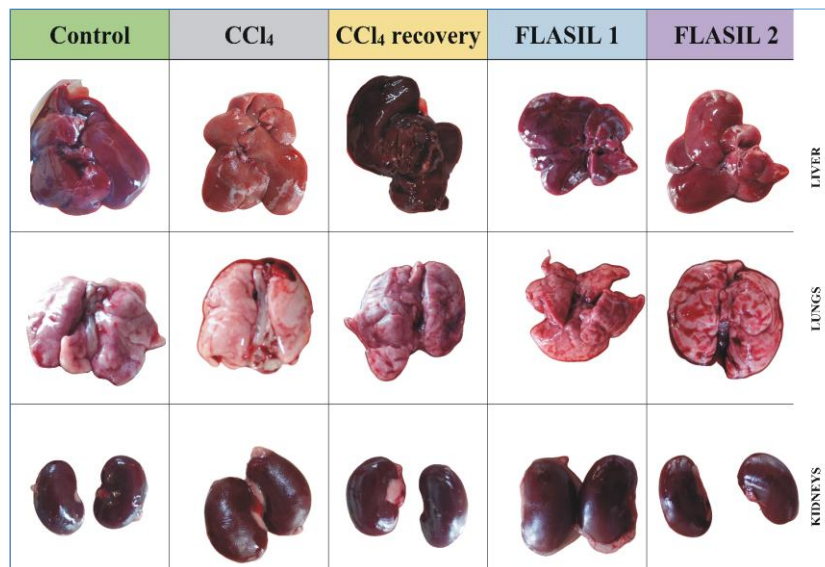 Control
CCl₄
CCl₄ recovery
FLASIL 1
FLASIL 2
LIVER
LUNGS
KIDNEYS